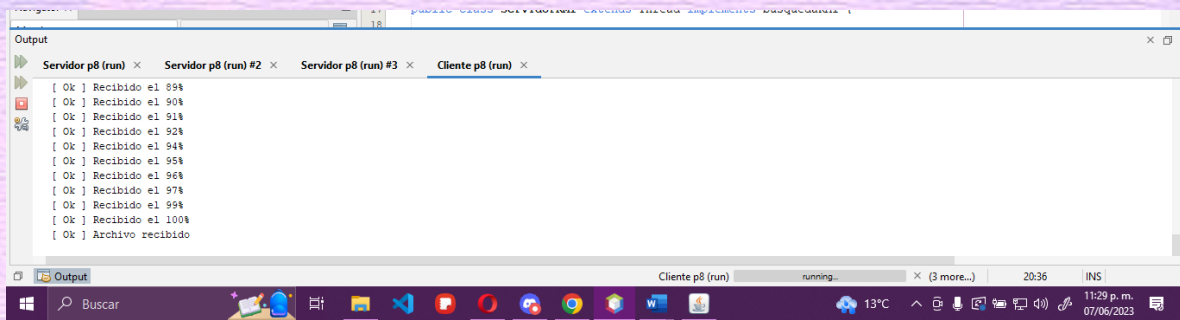 18
public class ServidorRMI extends Thread implements BusquedaRMI {
Output
Servidor p8 (run) × Servidor p8 (run) #2 × Servidor p8 (run) #3 × Cliente p8 (run) ×
[ Ok ] Recibido el 89%
[ Ok ] Recibido el 90%
[ Ok ] Recibido el 91%
[ Ok ] Recibido el 92%
[ Ok ] Recibido el 94%
[ Ok ] Recibido el 95%
[ Ok ] Recibido el 96%
[ Ok ] Recibido el 97%
[ Ok ] Recibido el 99%
[ Ok ] Recibido el 100%
[ Ok ] Archivo recibido
Output Cliente p8 (run) running... × (3 more...) 20:36 INS
Buscar 13°C 11:29 p. m.
07/06/2023